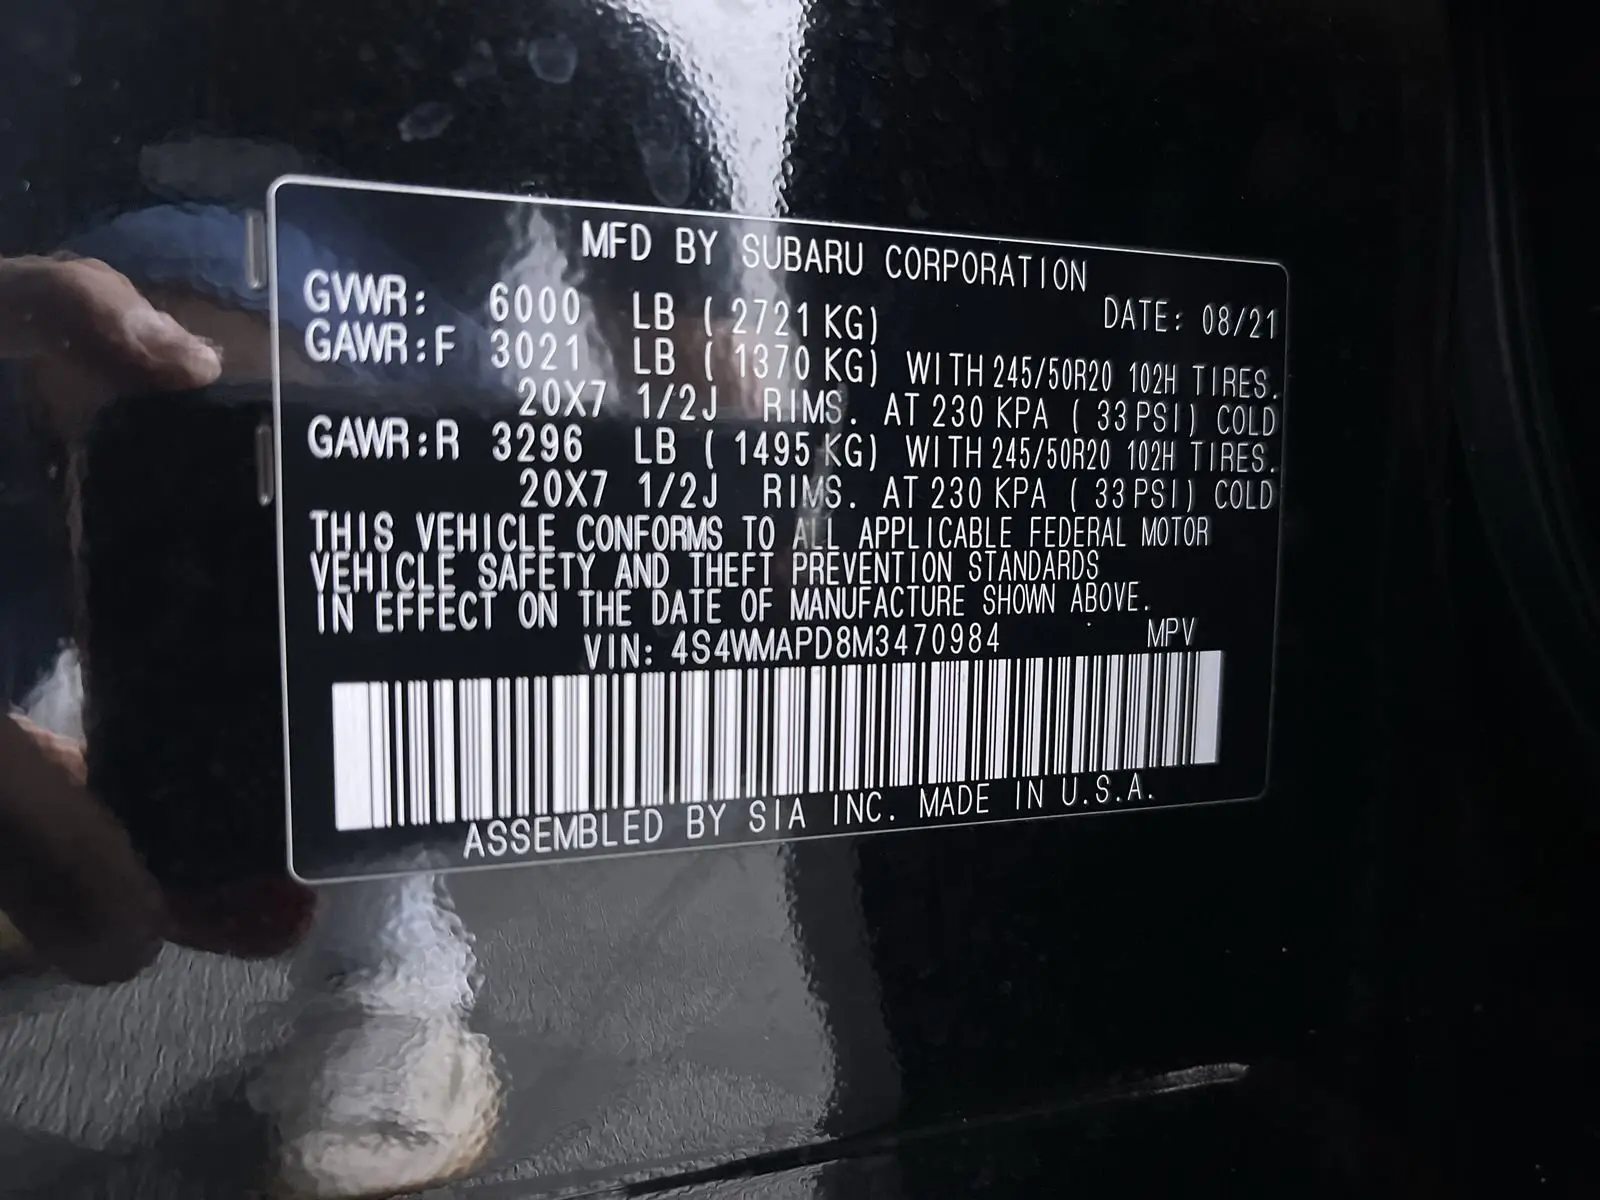 MFD BY SUBARU CORPORATION
GVWR: 6000 LB ( 2721 KG) DATE: 08/21
GAWR:F 3021 LB ( 1370 KG) WITH 245/50R20 102H TIRES.
20X7 1/2J RIMS. AT 230 KPA ( 33 PSI) COLD
GAWR:R 3296 LB ( 1495 KG) WITH 245/50R20 102H TIRES.
20X7 1/2J RIMS. AT 230 KPA ( 33 PSI) COLD
THIS VEHICLE CONFORMS TO ALL APPLICABLE FEDERAL MOTOR
VEHICLE SAFETY AND THEFT PREVENTION STANDARDS
IN EFFECT ON THE DATE OF MANUFACTURE SHOWN ABOVE.
VIN: 4S4WMAPD8M3470984 MPV
ASSEMBLED BY SIA INC. MADE IN U.S.A.